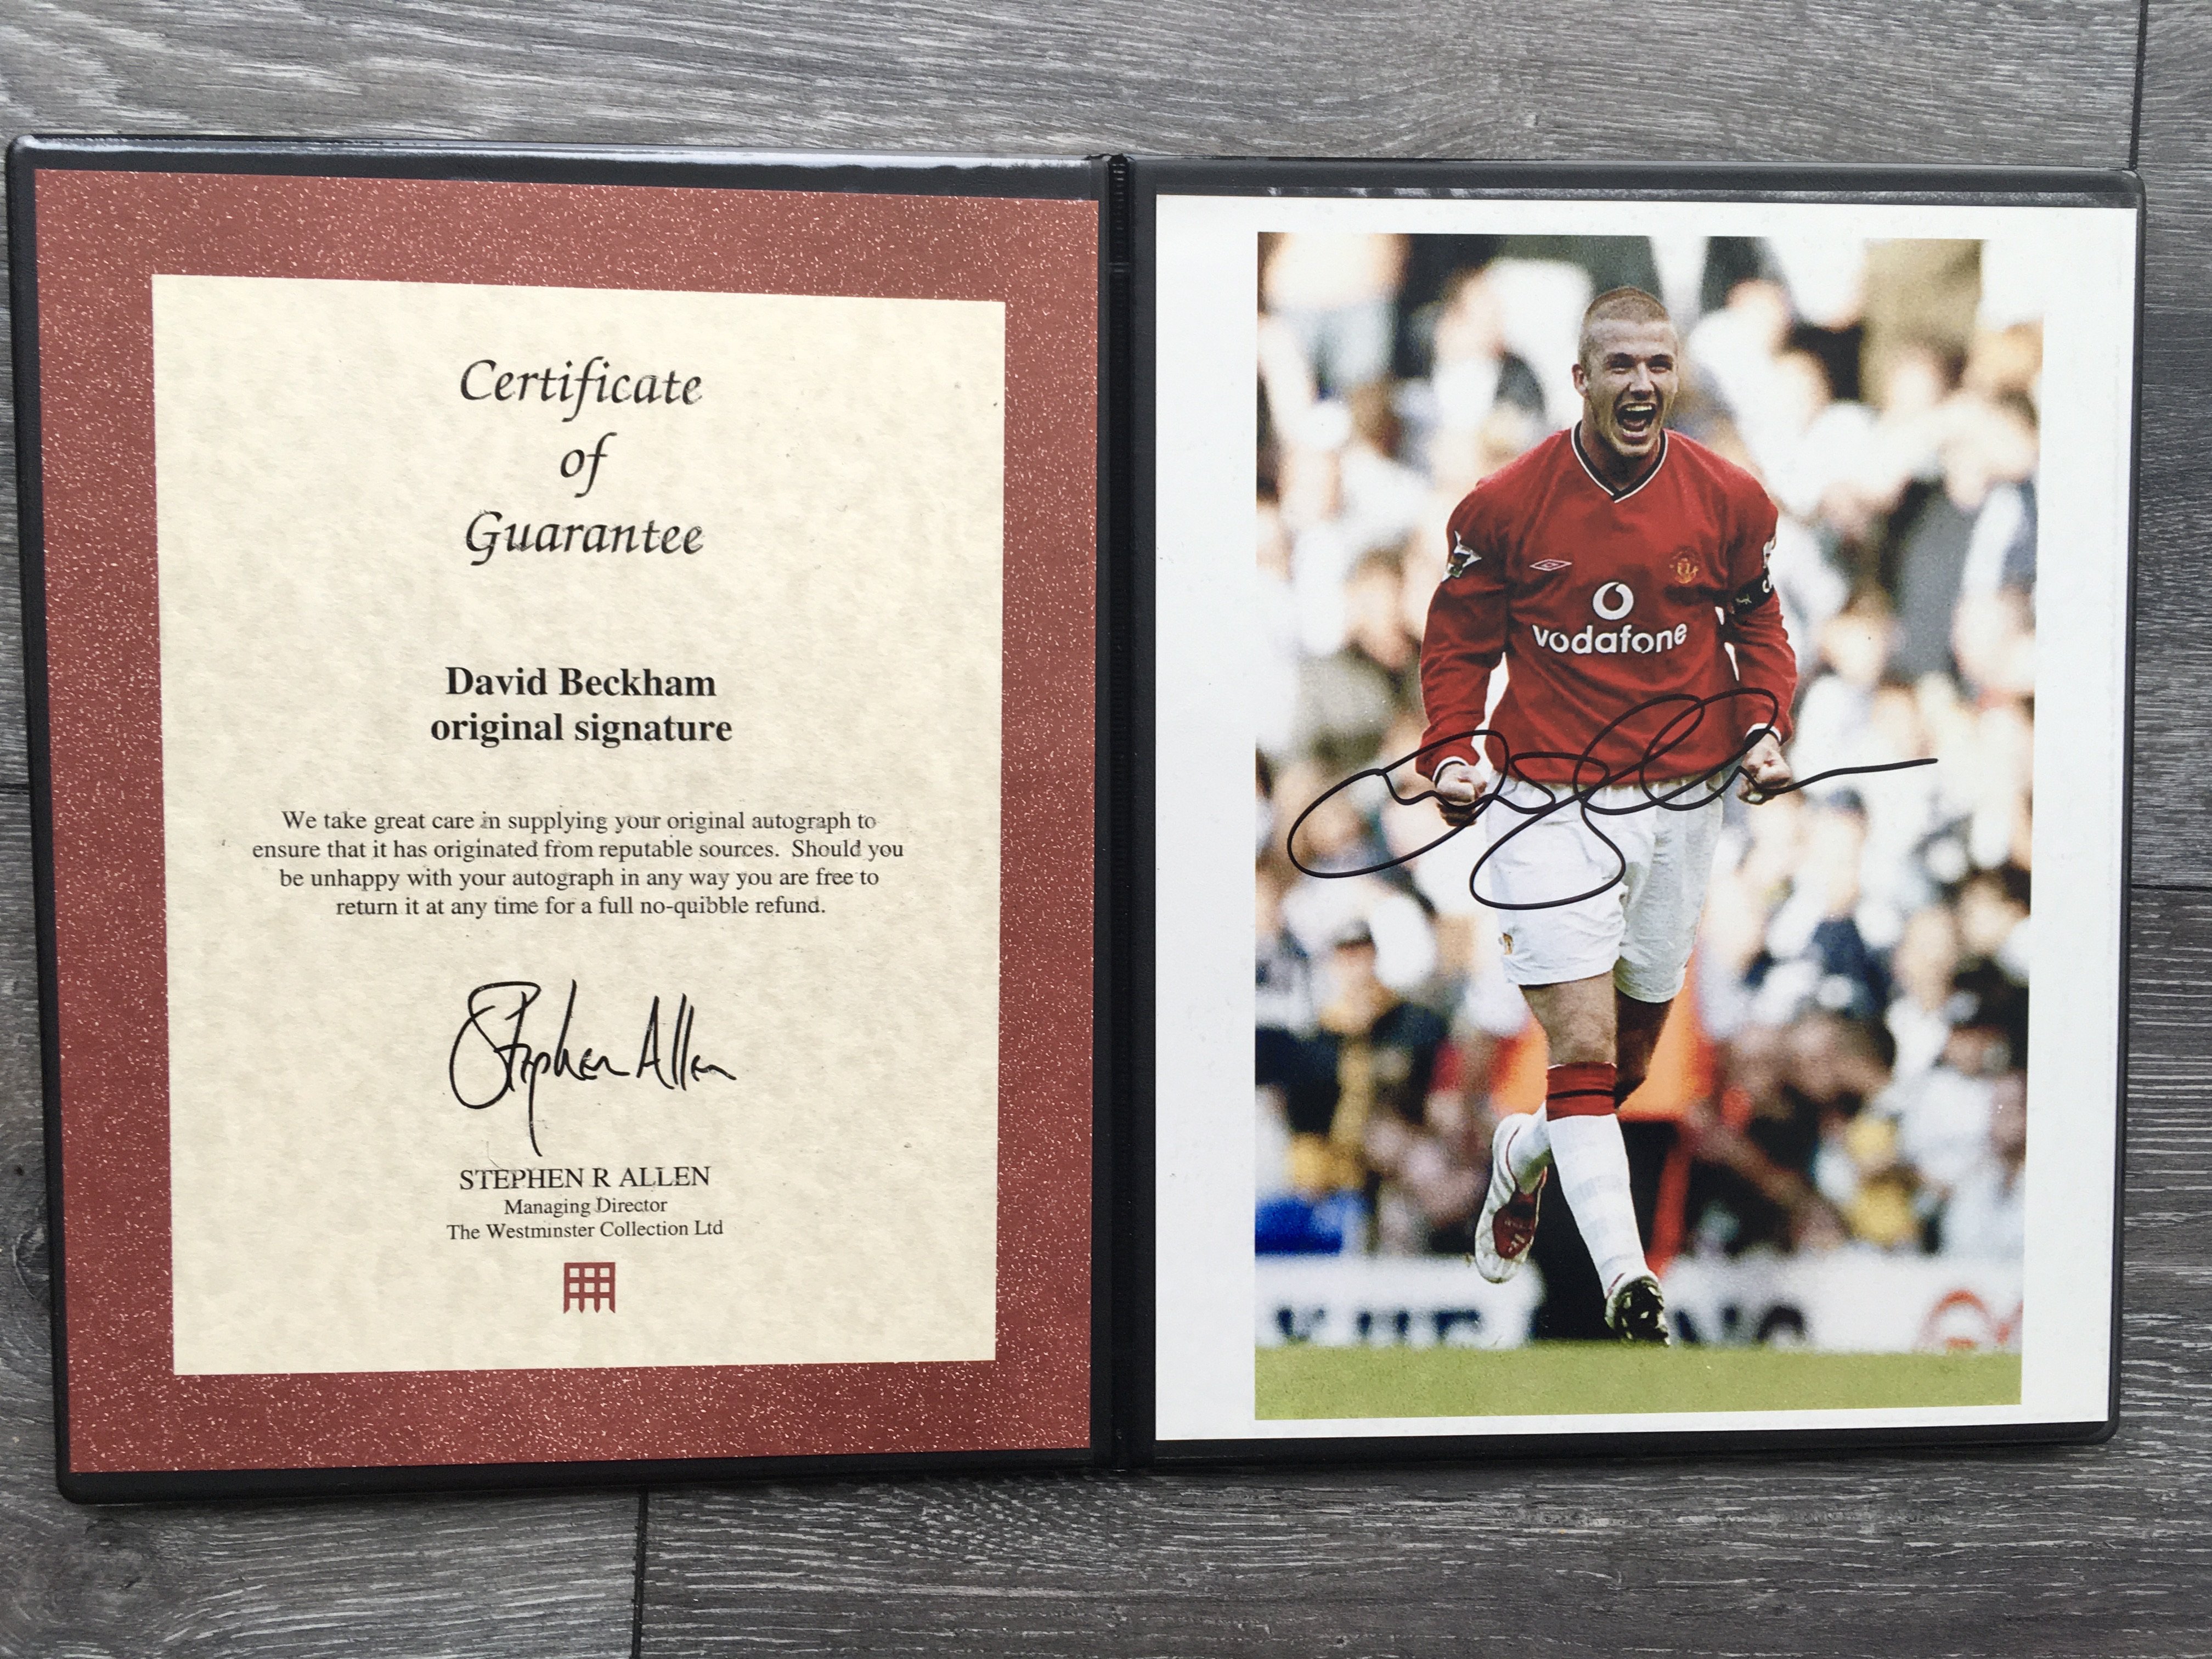 Certificate
of
Guarantee
David Beckham
original signature
We take great care in supplying your original autograph to
ensure that it has originated from reputable sources.  Should you
be unhappy with your autograph in any way you are free to
return it at any time for a full no-quibble refund.
Stephen Allen
STEPHEN R ALLEN
Managing Director
The Westminster Collection Ltd
vodafone